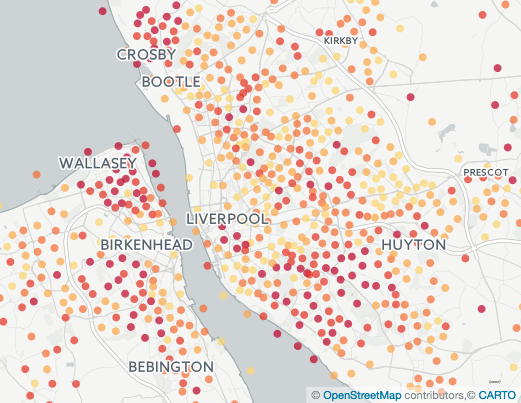 KIRKBY
CROSBY
BOOTLE
WALLASEY
PRESCOT
LIVERPOOL
BIRKENHEAD
HUYTON
BEBINGTON
© OpenStreetMap contributors,© CARTO